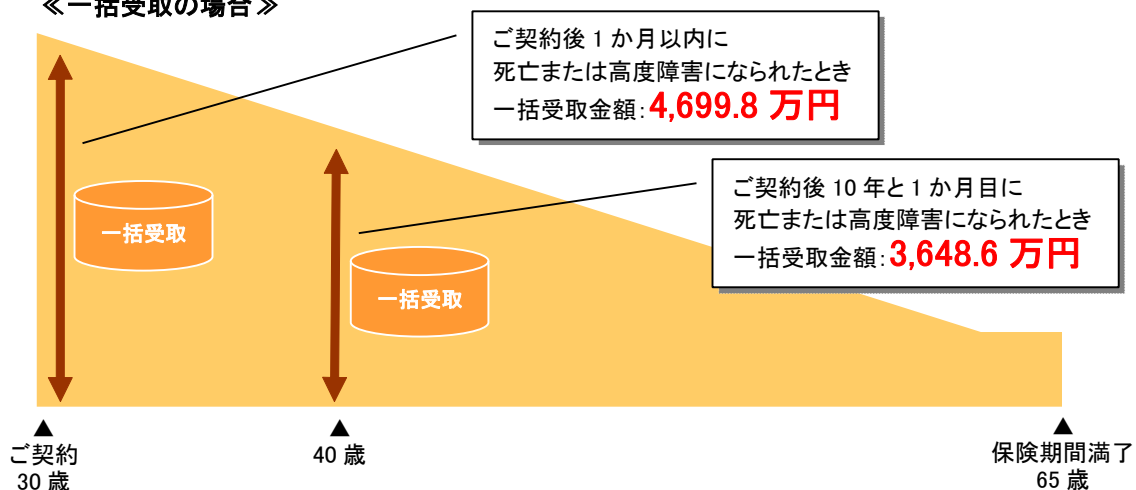 ≪一括受取の場合≫
ご契約後 1 か月以内に
死亡または高度障害になられたとき
一括受取金額：4,699.8 万円
ご契約後 10 年と 1 か月目に
死亡または高度障害になられたとき
一括受取金額：3,648.6 万円
一括受取
一括受取
▲
ご契約
30 歳
▲
40 歳
▲
保険期間満了
65 歳